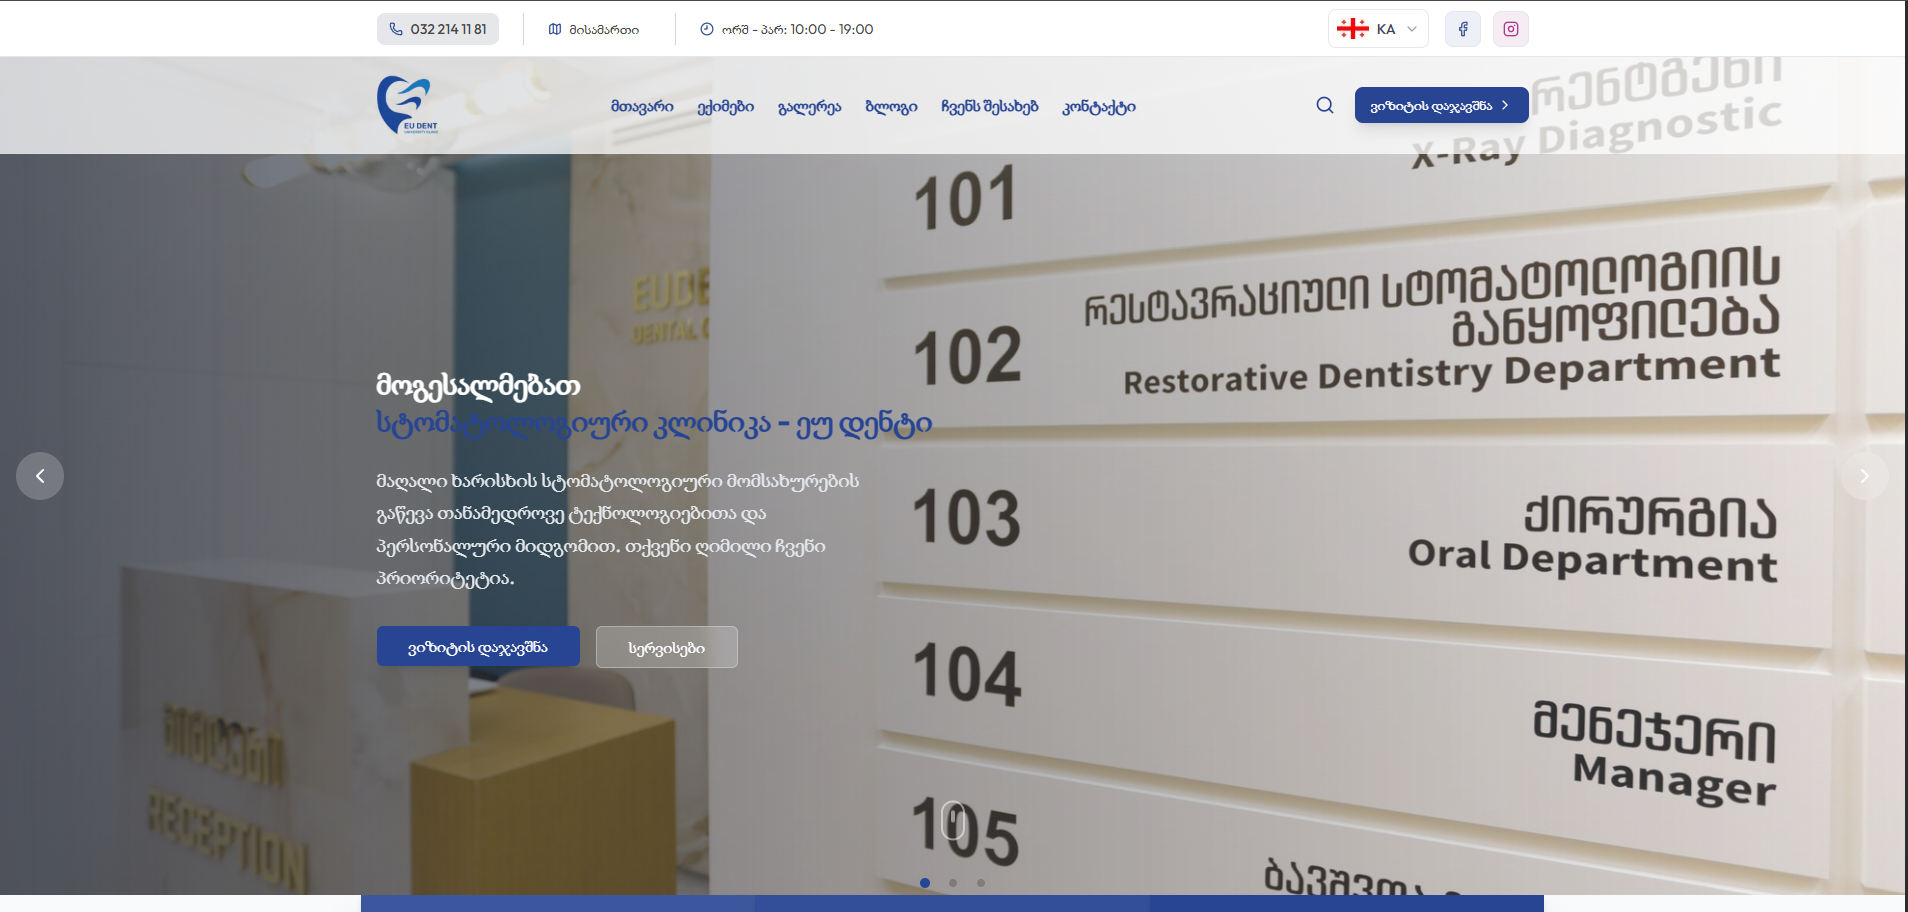 032 214 11 81
მისამართი
ორშ - პარ: 10:00 - 19:00
KA
EU DENT
მთავარი
ექიმები
გალერეა
ბლოგი
ჩვენს შესახებ
კონტაქტი
ვიზიტის დაჯავშნა
რენტგენი
X-Ray Diagnostic
101
102
რესტავრაციული სტომატოლოგიის
განყოფილება
Restorative Dentistry Department
მოგესალმებათ
სტომატოლოგიური კლინიკა - ეუ დენტი
მაღალი ხარისხის სტომატოლოგიური მომსახურების
გაწევა თანამედროვე ტექნოლოგიებითა და
პერსონალური მიდგომით. თქვენი ღიმილი ჩვენი
პრიორიტეტია.
ვიზიტის დაჯავშნა
სერვისები
103
ქირურგია
Oral Department
104
მენეჯერი
Manager
105
RECEPTION